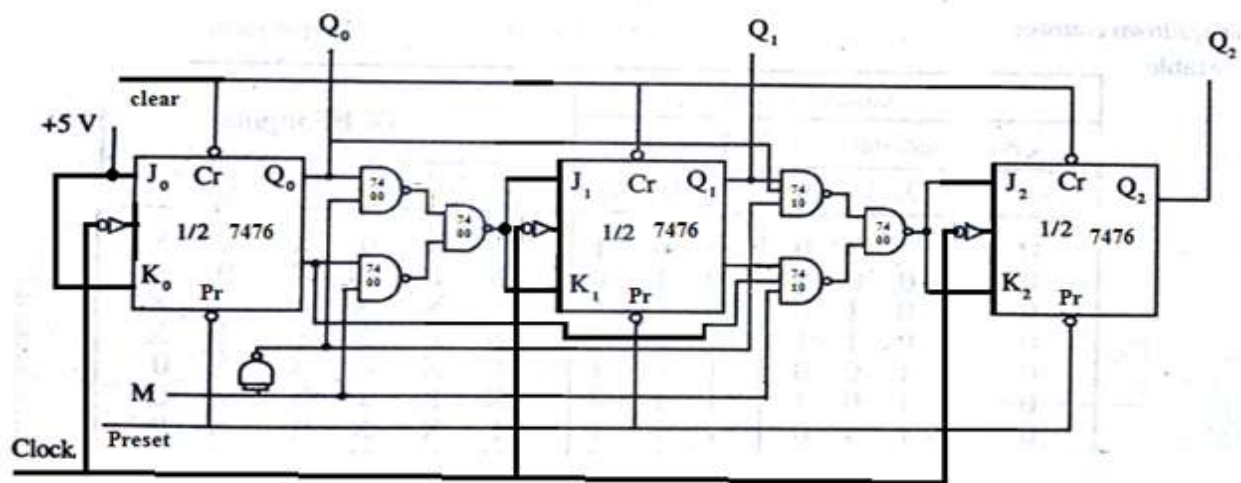 Q₀ Q₁ Q₂
clear
+5 V
J₀ Cr Q₀
1/2 7476
K₀ Pr
74 00
74 00
74 00
J₁ Cr Q₁
1/2 7476
K₁ Pr
74 10
74 10
74 00
J₂ Cr Q₂
1/2 7476
K₂ Pr
M
Preset
Clock